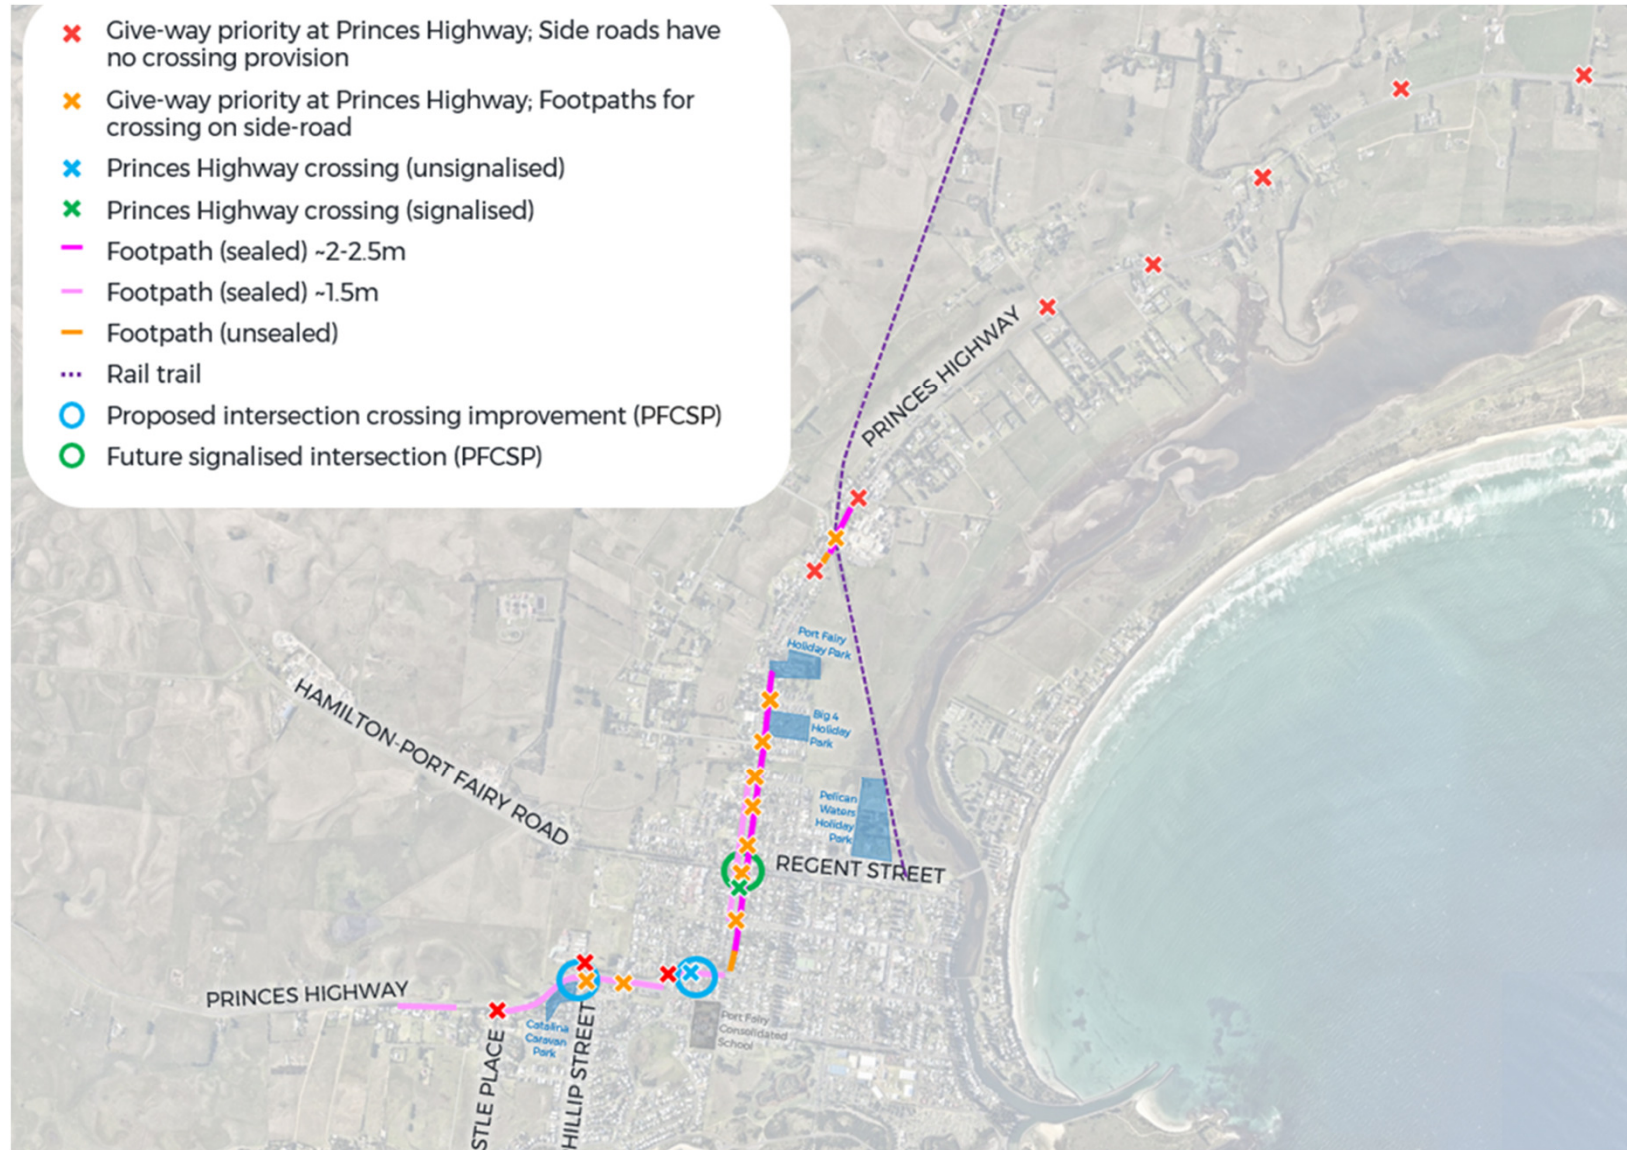 Give-way priority at Princes Highway; Side roads have
no crossing provision
Give-way priority at Princes Highway; Footpaths for
crossing on side-road
Princes Highway crossing (unsignalised)
Princes Highway crossing (signalised)
Footpath (sealed) ~2-2.5m
Footpath (sealed) ~1.5m
Footpath (unsealed)
Rail trail
Proposed intersection crossing improvement (PFCSP)
Future signalised intersection (PFCSP)
PRINCES HIGHWAY
Port Fairy
Holiday Park
Big 4
Holiday
Park
HAMILTON-PORT FAIRY ROAD
Pelican
Waters
Holiday
Park
REGENT STREET
PRINCES HIGHWAY
Catalina
Caravan
Park
Port Fairy
Consolidated
School
STLE PLACE
HILLIP STREET